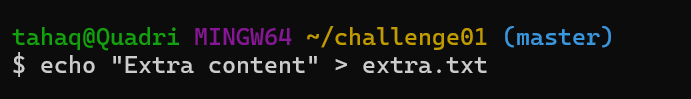 tahaq@Quadri MINGW64 ~/challenge01 (master)
$ echo "Extra content" > extra.txt